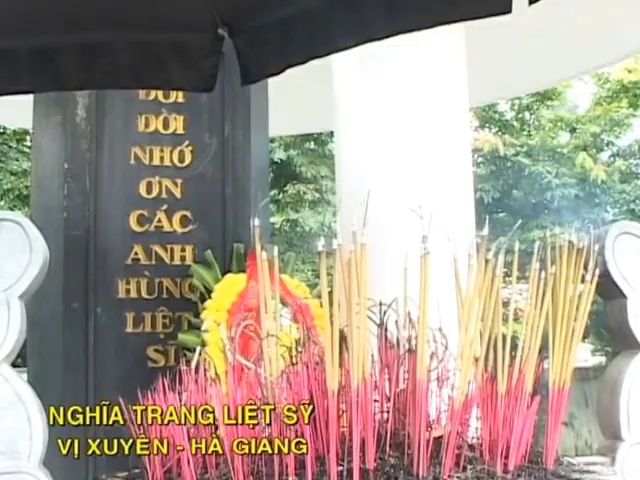 ĐỜI
ĐỜI
NHỚ
ƠN
CÁC
ANH
HÙNG
LIỆT
SĨ
NGHĨA TRANG LIỆT SỸ
VỊ XUYÊN - HÀ GIANG